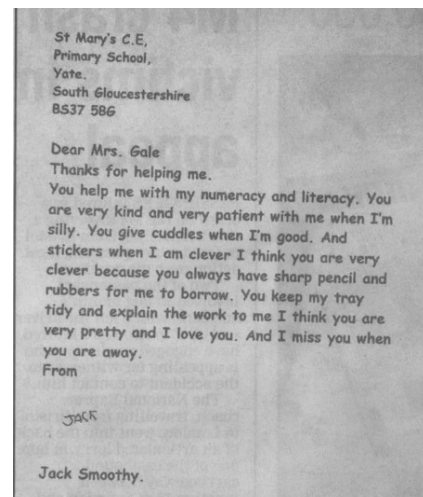 St Mary's C.E,
Primary School,
Yate.
South Gloucestershire
BS37 5BG
Dear Mrs. Gale
Thanks for helping me.
You help me with my numeracy and literacy. You
are very kind and very patient with me when I'm
silly. You give cuddles when I'm good. And
stickers when I am clever I think you are very
clever because you always have sharp pencil and
rubbers for me to borrow. You keep my tray
tidy and explain the work to me I think you are
very pretty and I love you. And I miss you when
you are away.
From
JACK
Jack Smoothy.